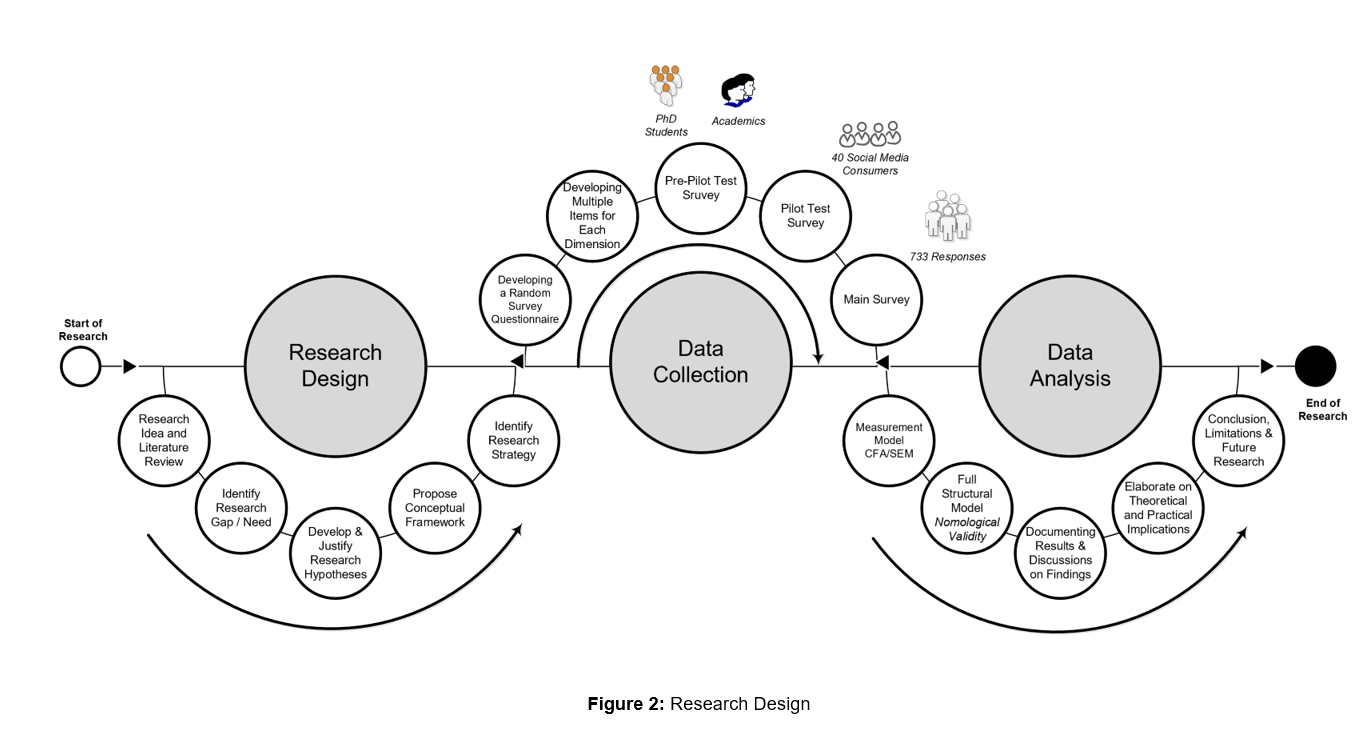 Start of
Research
Research
Design
Research
Idea and
Literature
Review
Identify
Research
Gap / Need
Develop &
Justify
Research
Hypotheses
Propose
Conceptual
Framework
Identify
Research
Strategy
Data
Collection
Developing
a Random
Survey
Questionnaire
Developing
Multiple
Items for
Each
Dimension
PhD
Students
Academics
Pre-Pilot Test
Sruvey
40 Social Media
Consumers
Pilot Test
Survey
733 Responses
Main Survey
Data
Analysis
Measurement
Model
CFA/SEM
Full
Structural
Model
Nomological
Validity
Documenting
Results &
Discussions
on Findings
Elaborate on
Theoretical
and Practical
Implications
Conclusion,
Limitations &
Future
Research
End of
Research
Figure 2: Research Design